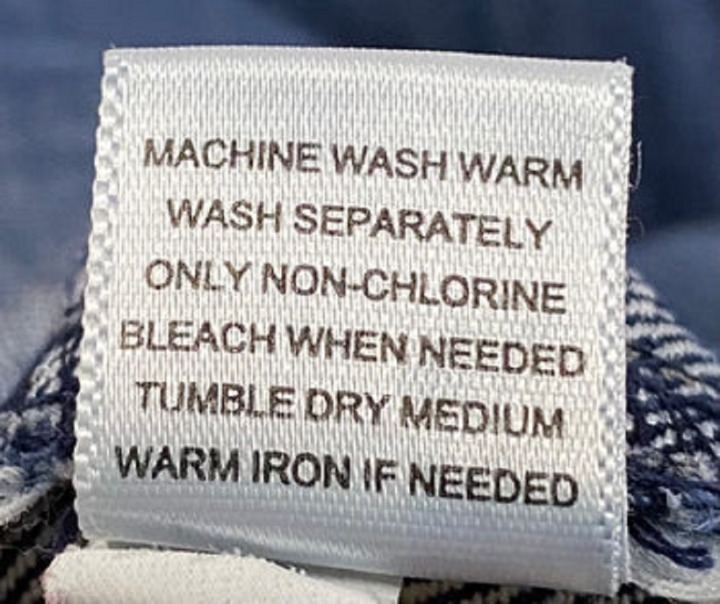 MACHINE WASH WARM
WASH SEPARATELY
ONLY NON-CHLORINE
BLEACH WHEN NEEDED
TUMBLE DRY MEDIUM
WARM IRON IF NEEDED